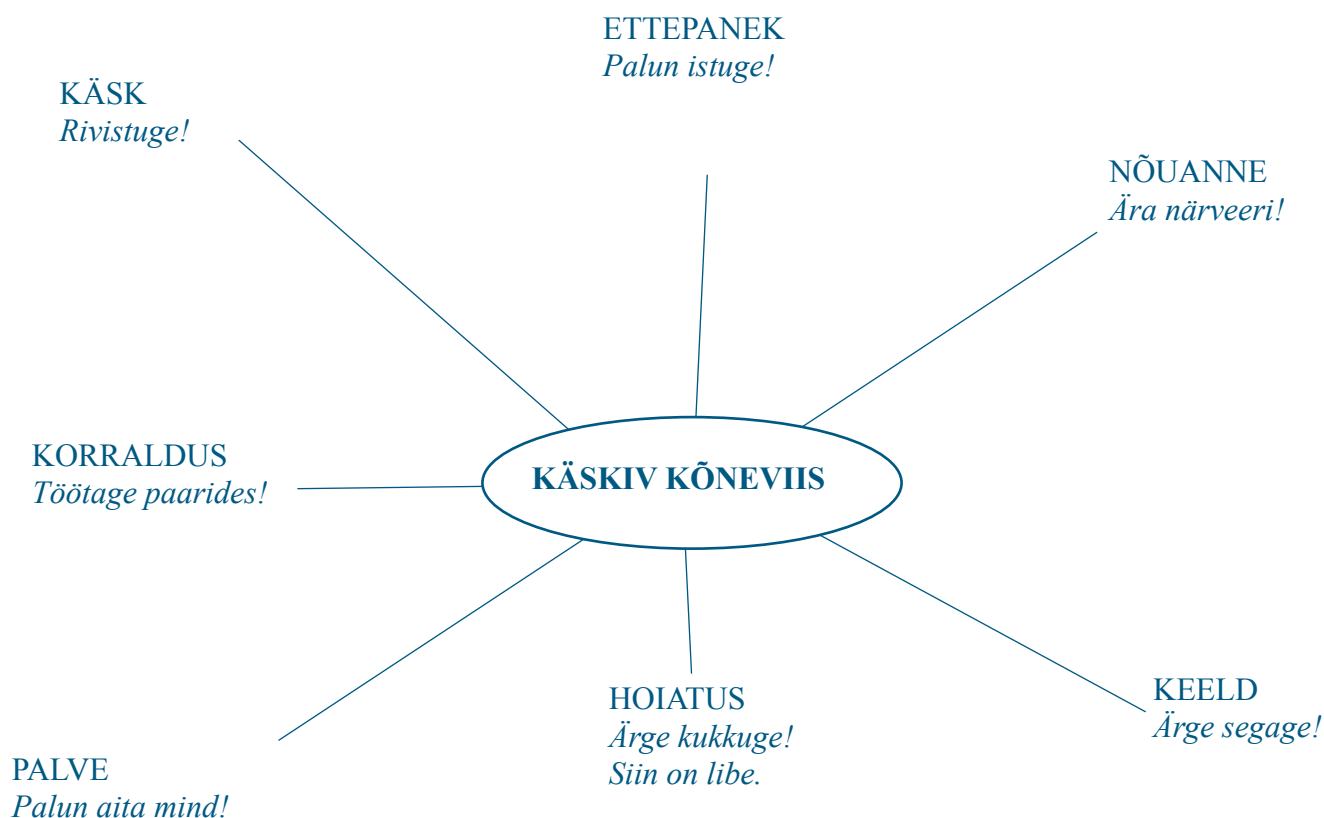 ETTEPANEK
Palun istuge!
KÄSK
Rivistuge!
NÕUANNE
Ära närveeri!
KORRALDUS
Töötage paarides!
KÄSKIV KÕNEVIIS
HOIATUS
Ärge kukkuge!
Siin on libe.
KEELD
Ärge segage!
PALVE
Palun aita mind!